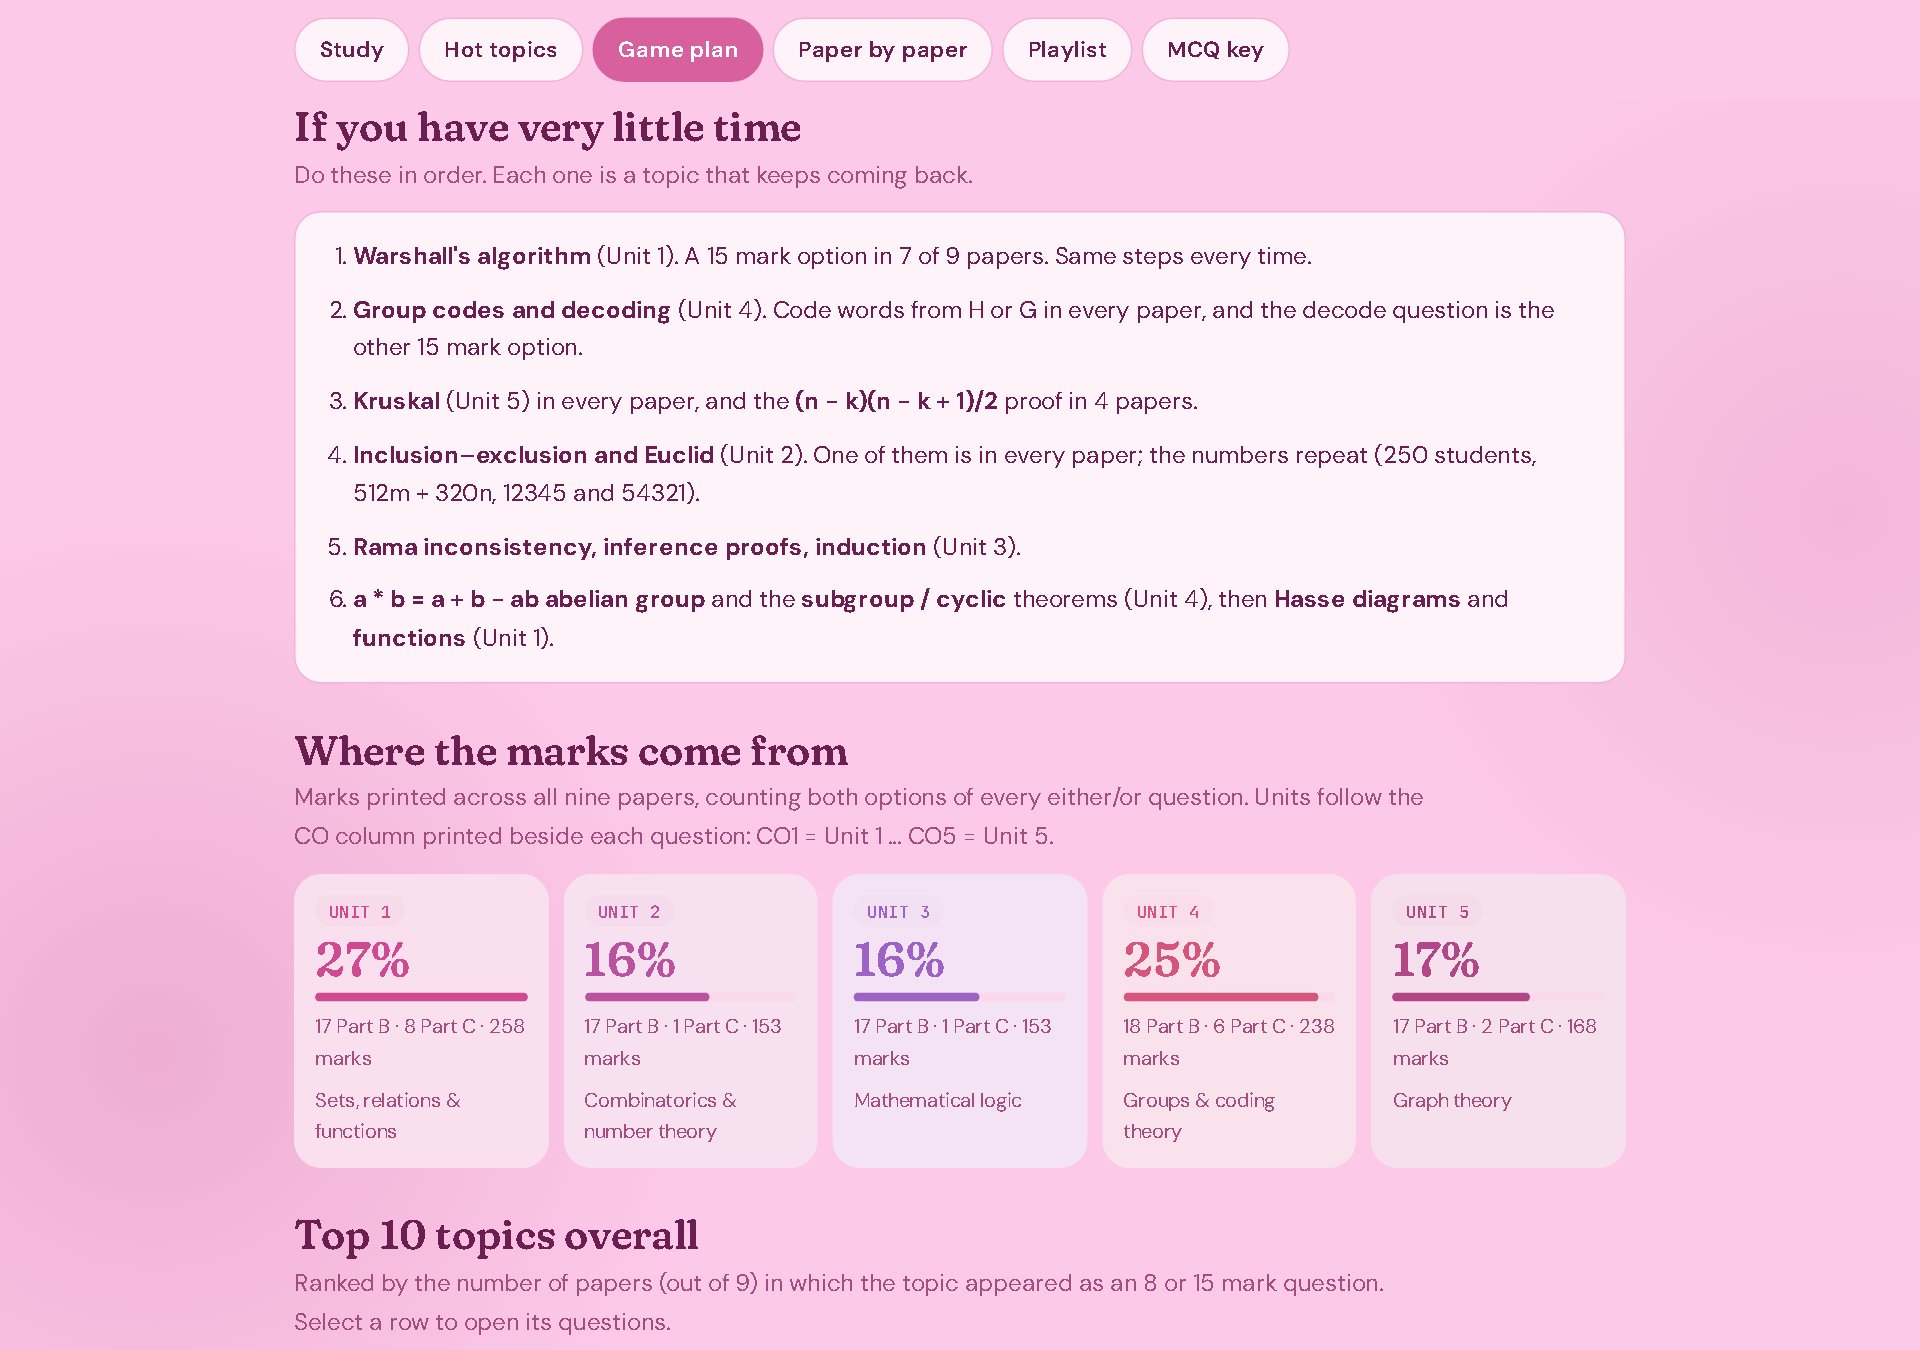 Study
Hot topics
Game plan
Paper by paper
Playlist
MCQ key
If you have very little time
Do these in order. Each one is a topic that keeps coming back.
1. Warshall's algorithm (Unit 1). A 15 mark option in 7 of 9 papers. Same steps every time.
2. Group codes and decoding (Unit 4). Code words from H or G in every paper, and the decode question is the
other 15 mark option.
3. Kruskal (Unit 5) in every paper, and the (n − k)(n − k + 1)/2 proof in 4 papers.
4. Inclusion–exclusion and Euclid (Unit 2). One of them is in every paper; the numbers repeat (250 students,
512m + 320n, 12345 and 54321).
5. Rama inconsistency, inference proofs, induction (Unit 3).
6. a * b = a + b − ab abelian group and the subgroup / cyclic theorems (Unit 4), then Hasse diagrams and
functions (Unit 1).
Where the marks come from
Marks printed across all nine papers, counting both options of every either/or question. Units follow the
CO column printed beside each question: CO1 = Unit 1 ... CO5 = Unit 5.
UNIT 1
27%
17 Part B · 8 Part C · 258
marks
Sets, relations &
functions
UNIT 2
16%
17 Part B · 1 Part C · 153
marks
Combinatorics &
number theory
UNIT 3
16%
17 Part B · 1 Part C · 153
marks
Mathematical logic
UNIT 4
25%
18 Part B · 6 Part C · 238
marks
Groups & coding
theory
UNIT 5
17%
17 Part B · 2 Part C · 168
marks
Graph theory
Top 10 topics overall
Ranked by the number of papers (out of 9) in which the topic appeared as an 8 or 15 mark question.
Select a row to open its questions.